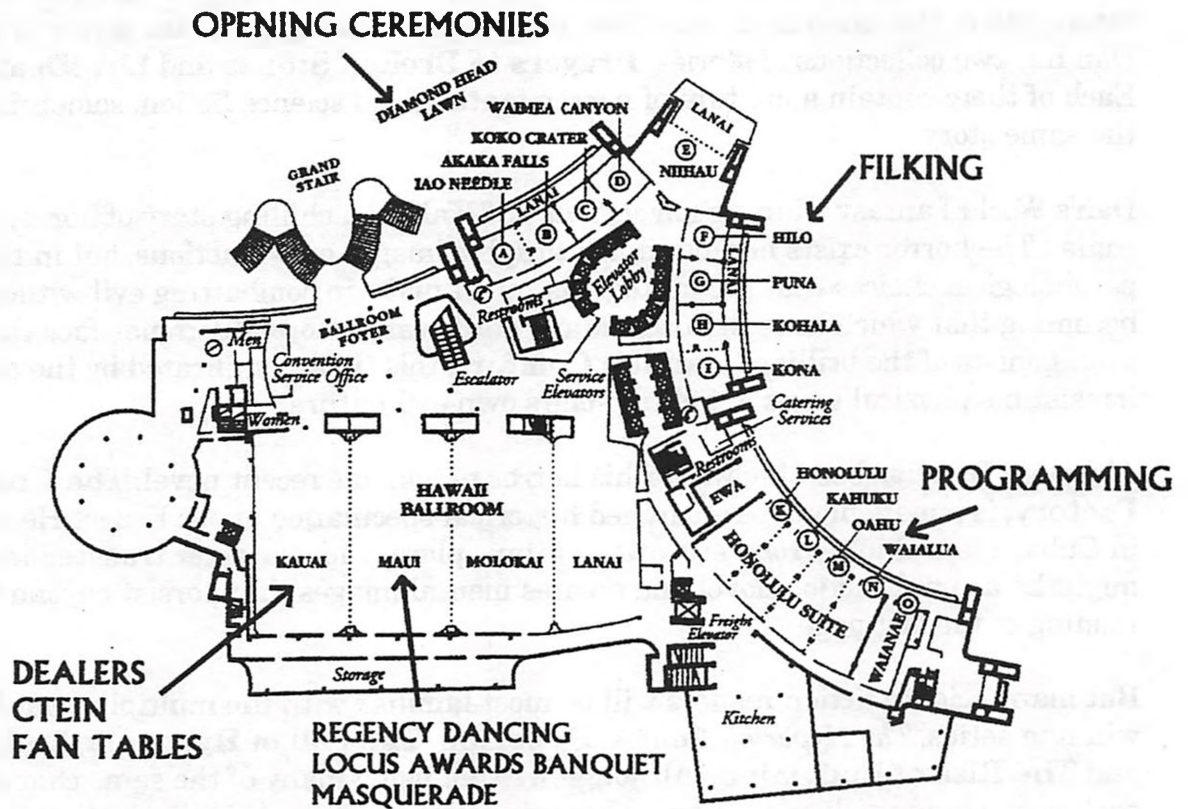 OPENING CEREMONIES
DIAMOND HEAD
LAWN
WAIMEA CANYON
KOKO CRATER
AKAKA FALLS
IAO NEEDLE
GRAND
STAIR
LANAI
LANAI
E
NIIHAU
FILKING
D
C
B
A
F
HILO
G
PUNA
LANAI
H
KOHALA
I
KONA
Elevator
Lobby
Restrooms
BALLROOM
FOYER
Men
Convention
Service Office
Escalator
Service
Elevators
Women
Catering
Services
Restrooms
HONOLULU
PROGRAMMING
KAHUKU
OAHU
WAIALUA
EWA
K
L
M
N
O
HAWAII
BALLROOM
HONOLULU SUITE
KAUAI
MAUI
MOLOKAI
LANAI
Freight
Elevator
Storage
Kitchen
DEALERS
CTEIN
FAN TABLES
REGENCY DANCING
LOCUS AWARDS BANQUET
MASQUERADE